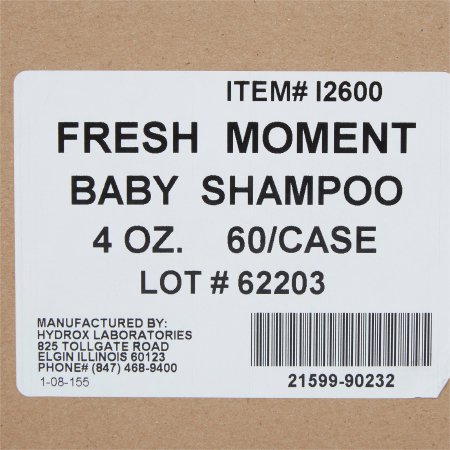 ITEM# I2600
FRESH MOMENT
BABY SHAMPOO
4 OZ. 60/CASE
LOT # 62203
MANUFACTURED BY:
HYDROX LABORATORIES
825 TOLLGATE ROAD
ELGIN ILLINOIS 60123
PHONE# (847) 468-9400
1-08-155
21599-90232